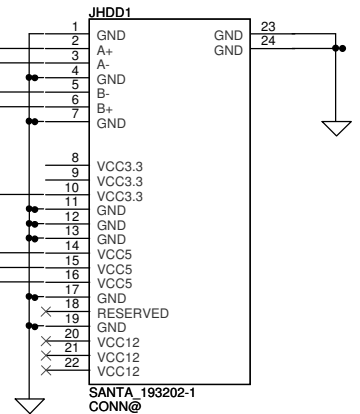 JHDD1
1 GND
2 A+
3 A-
4 GND
5 B-
6 B+
7 GND
GND 23
GND 24
8 VCC3.3
9 VCC3.3
10 VCC3.3
11 GND
12 GND
13 GND
14 VCC5
15 VCC5
16 VCC5
17 GND
18 RESERVED
19 GND
20 VCC12
21 VCC12
22 VCC12
SANTA_193202-1
CONN@